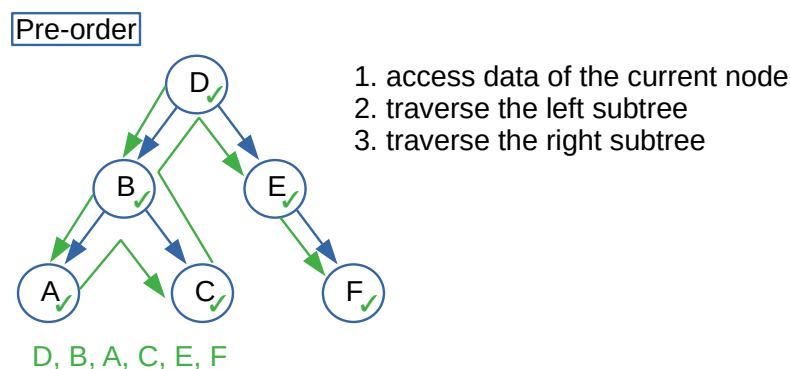 Pre-order
1. access data of the current node
2. traverse the left subtree
3. traverse the right subtree
D
B
E
A
C
F
D, B, A, C, E, F